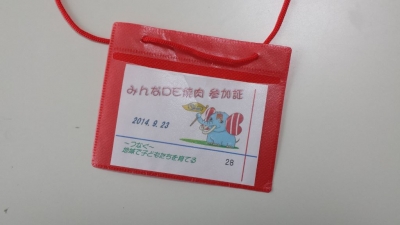 みんなDE焼肉 参加証
2014.8.23
～つなぐ～
地域で子どもたちを育てる
28